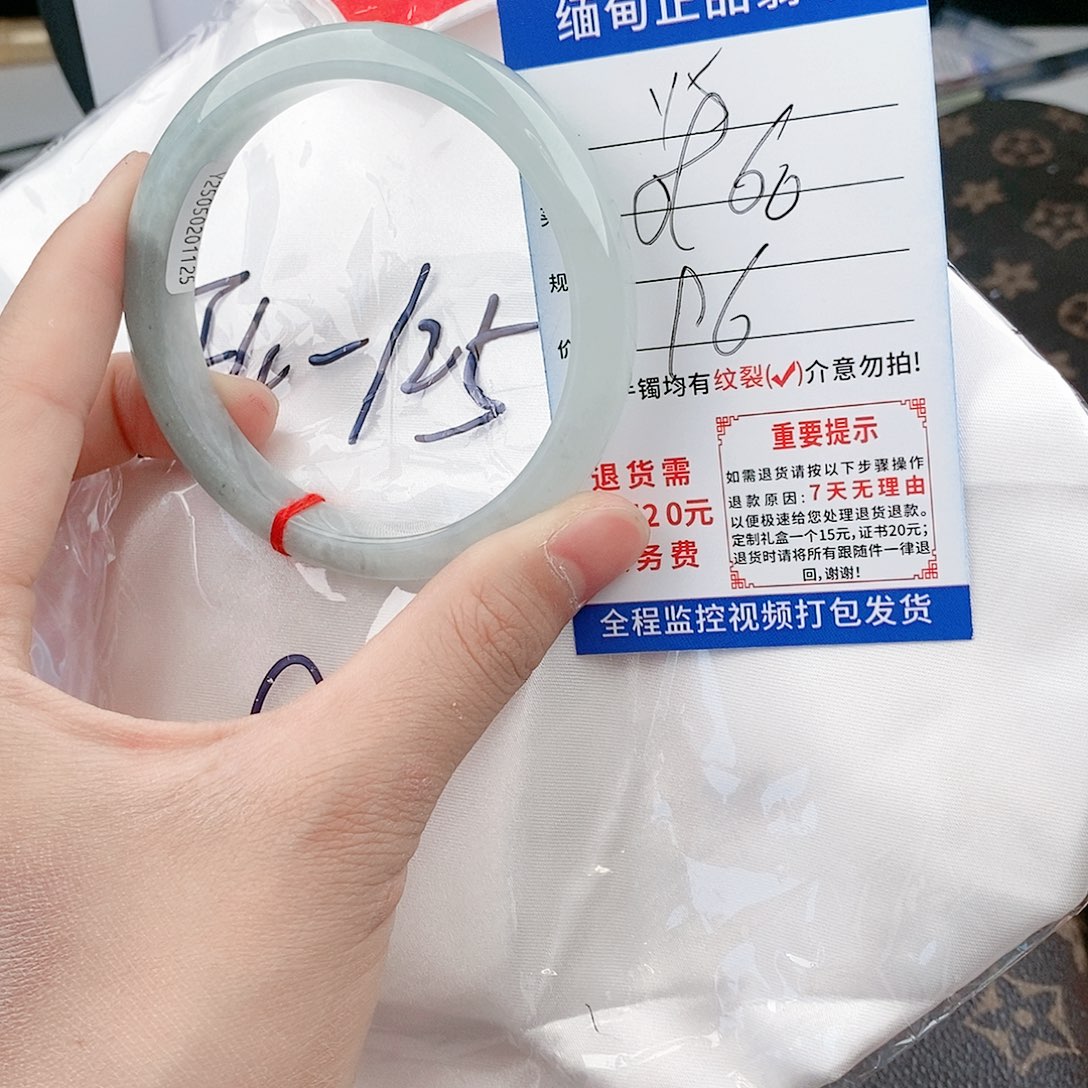 缅甸正品翡
Y25050201125
60
56
-125
规
手镯均有纹裂(✓)介意勿拍!
退货需
20元
务费
重要提示
如需退货请按以下步骤操作
退款原因:7天无理由
以便极速给您处理退货退款。
定制礼盒一个15元,证书20元;
退货时请将所有跟随件一律退
回,谢谢!
全程监控视频打包发货